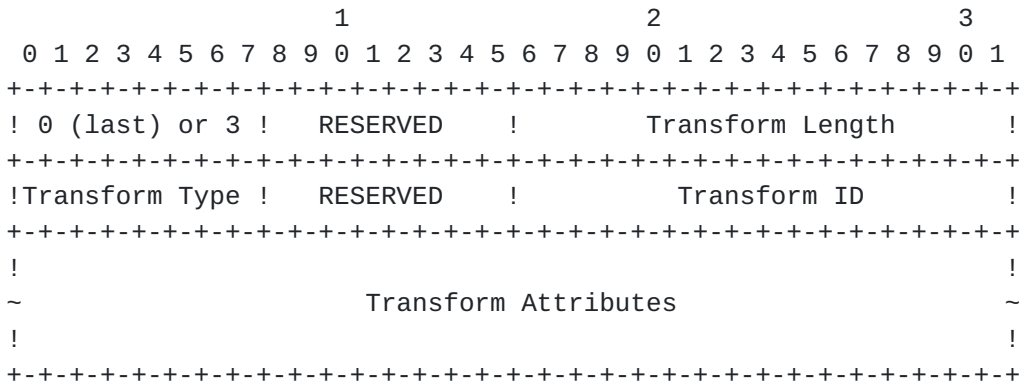 1                   2                   3
 0 1 2 3 4 5 6 7 8 9 0 1 2 3 4 5 6 7 8 9 0 1 2 3 4 5 6 7 8 9 0 1
+-+-+-+-+-+-+-+-+-+-+-+-+-+-+-+-+-+-+-+-+-+-+-+-+-+-+-+-+-+-+-+-+
! 0 (last) or 3 !   RESERVED    !        Transform Length       !
+-+-+-+-+-+-+-+-+-+-+-+-+-+-+-+-+-+-+-+-+-+-+-+-+-+-+-+-+-+-+-+-+
!Transform Type !   RESERVED    !          Transform ID         !
+-+-+-+-+-+-+-+-+-+-+-+-+-+-+-+-+-+-+-+-+-+-+-+-+-+-+-+-+-+-+-+-+
!                                                               !
~                      Transform Attributes                     ~
!                                                               !
+-+-+-+-+-+-+-+-+-+-+-+-+-+-+-+-+-+-+-+-+-+-+-+-+-+-+-+-+-+-+-+-+